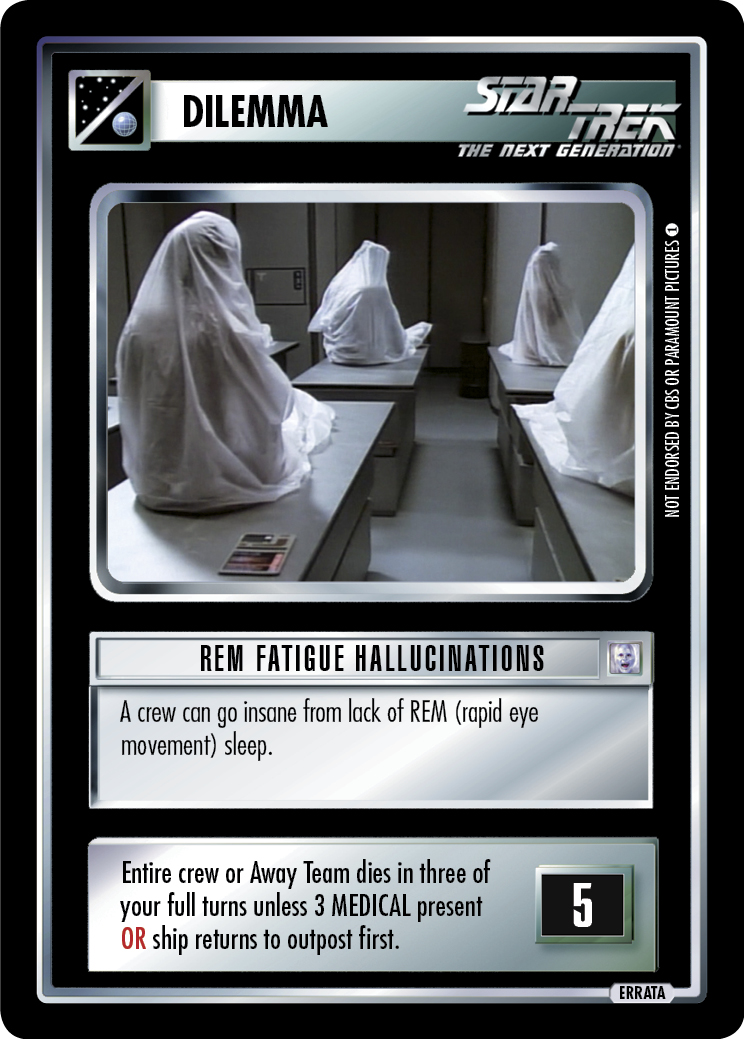 DILEMMA
STAR TREK
THE NEXT GENERATION
NOT ENDORSED BY CBS OR PARAMOUNT PICTURES 1
REM FATIGUE HALLUCINATIONS
A crew can go insane from lack of REM (rapid eye
movement) sleep.
Entire crew or Away Team dies in three of
your full turns unless 3 MEDICAL present
OR ship returns to outpost first.
5
ERRATA